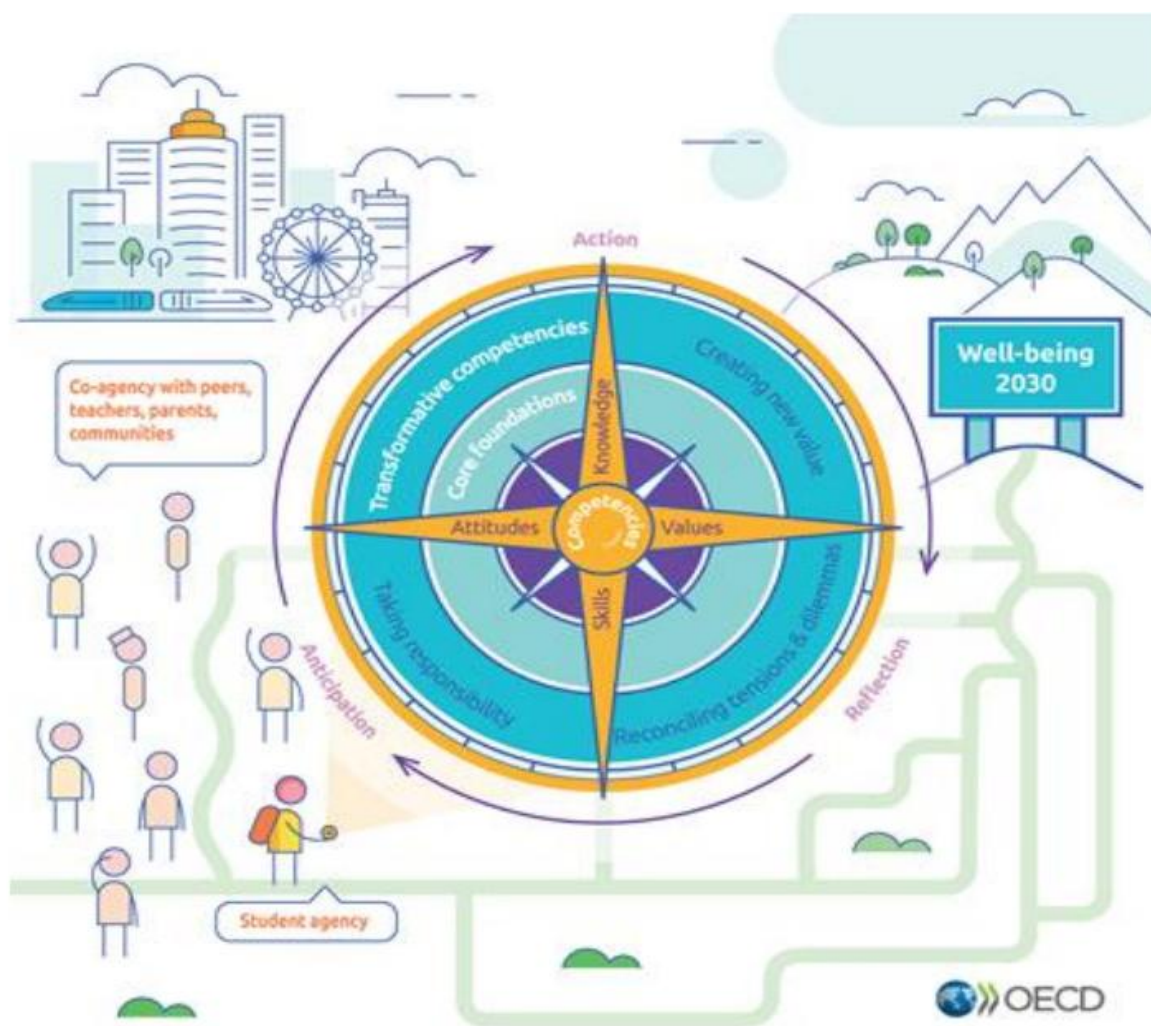 Action
Well-being
2030
Co-agency with peers,
teachers, parents,
communities
Transformative competencies
Core foundations
Creating new value
Knowledge
Attitudes
Competencies
Values
Skills
Taking responsibility
Reconciling tensions & dilemmas
Anticipation
Reflection
Student agency
OECD